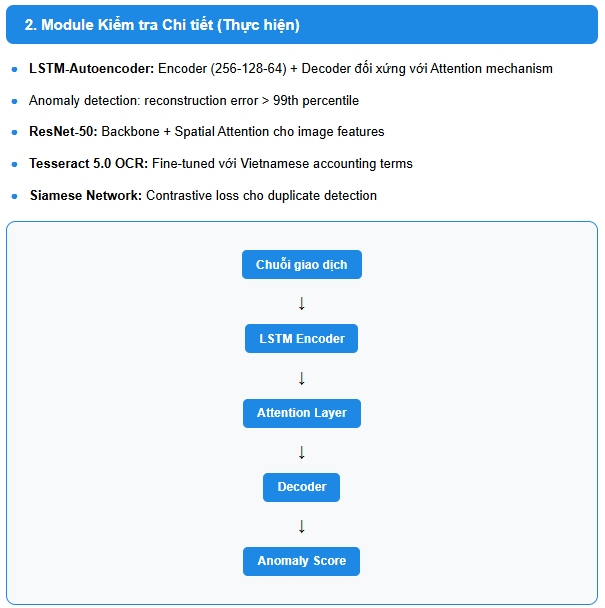 2. Module Kiểm tra Chi tiết (Thực hiện)
• LSTM-Autoencoder: Encoder (256-128-64) + Decoder đối xứng với Attention mechanism
• Anomaly detection: reconstruction error > 99th percentile
• ResNet-50: Backbone + Spatial Attention cho image features
• Tesseract 5.0 OCR: Fine-tuned với Vietnamese accounting terms
• Siamese Network: Contrastive loss cho duplicate detection
Chuỗi giao dịch
↓
LSTM Encoder
↓
Attention Layer
↓
Decoder
↓
Anomaly Score